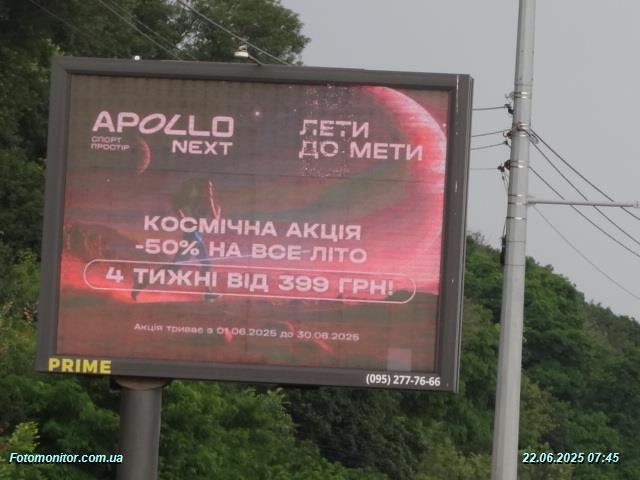 APOLLO
NEXT
СПОРТ
ПРОСТІР
ЛЕТИ
ДО МЕТИ
КОСМІЧНА АКЦІЯ
-50% НА ВСЕ ЛІТО
4 ТИЖНІ ВІД 399 ГРН!
Акція триває з 01.06.2025 до 30.06.2025
PRIME
(095) 277-76-66
Fotomonitor.com.ua
22.06.2025 07:45